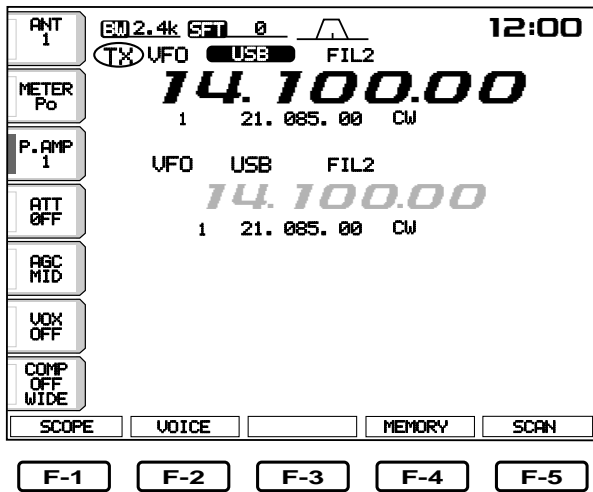 ANT
1
BW 2.4k SFT 0
12:00
TX VFO USB FIL2
14.100.00
1 21.085.00 CW
METER
Po
P.AMP
1
VFO USB FIL2
14.100.00
1 21.085.00 CW
ATT
OFF
AGC
MID
VOX
OFF
COMP
OFF
WIDE
SCOPE VOICE MEMORY SCAN
F-1 F-2 F-3 F-4 F-5